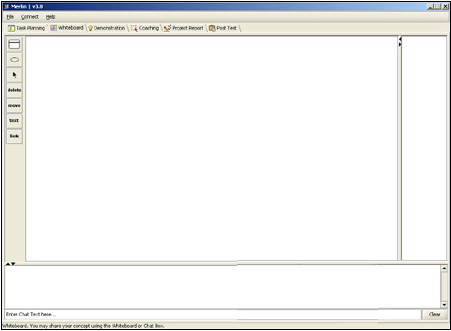 Merlin | v3.8
File Connect Help
Task Planning Whiteboard Demonstration Coaching Project Report Post Test
delete
move
text
link
Enter Chat Text here...
Clear
Whiteboard. You may share your concept using the Whiteboard or Chat Box.